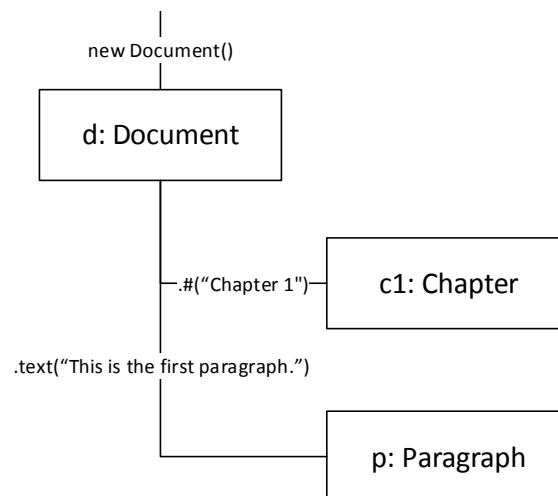 new Document()
d: Document
.#(“Chapter 1")
c1: Chapter
.text(“This is the first paragraph.”)
p: Paragraph